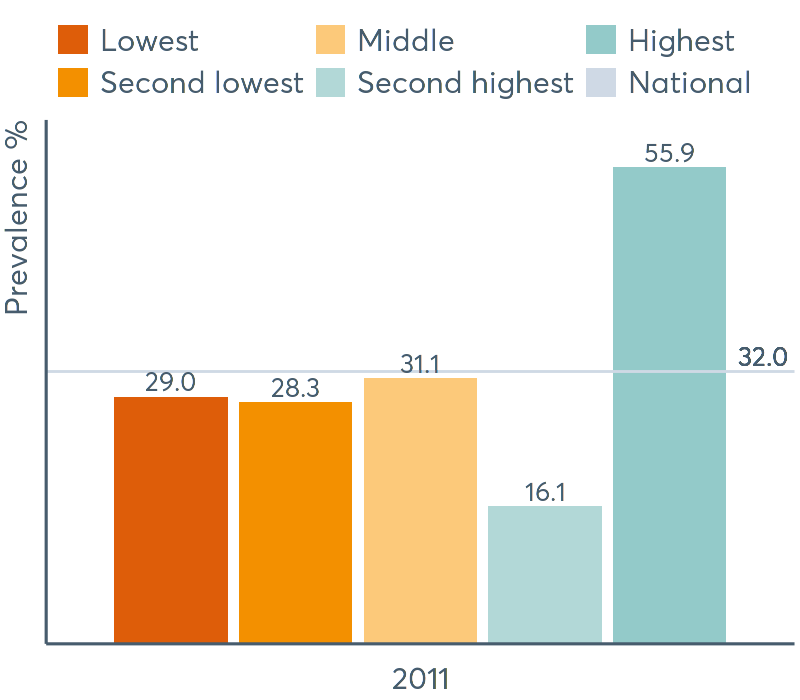 Lowest Middle Highest
Second lowest Second highest National
Prevalence %
55.9
32.0
31.1
29.0
28.3
16.1
2011